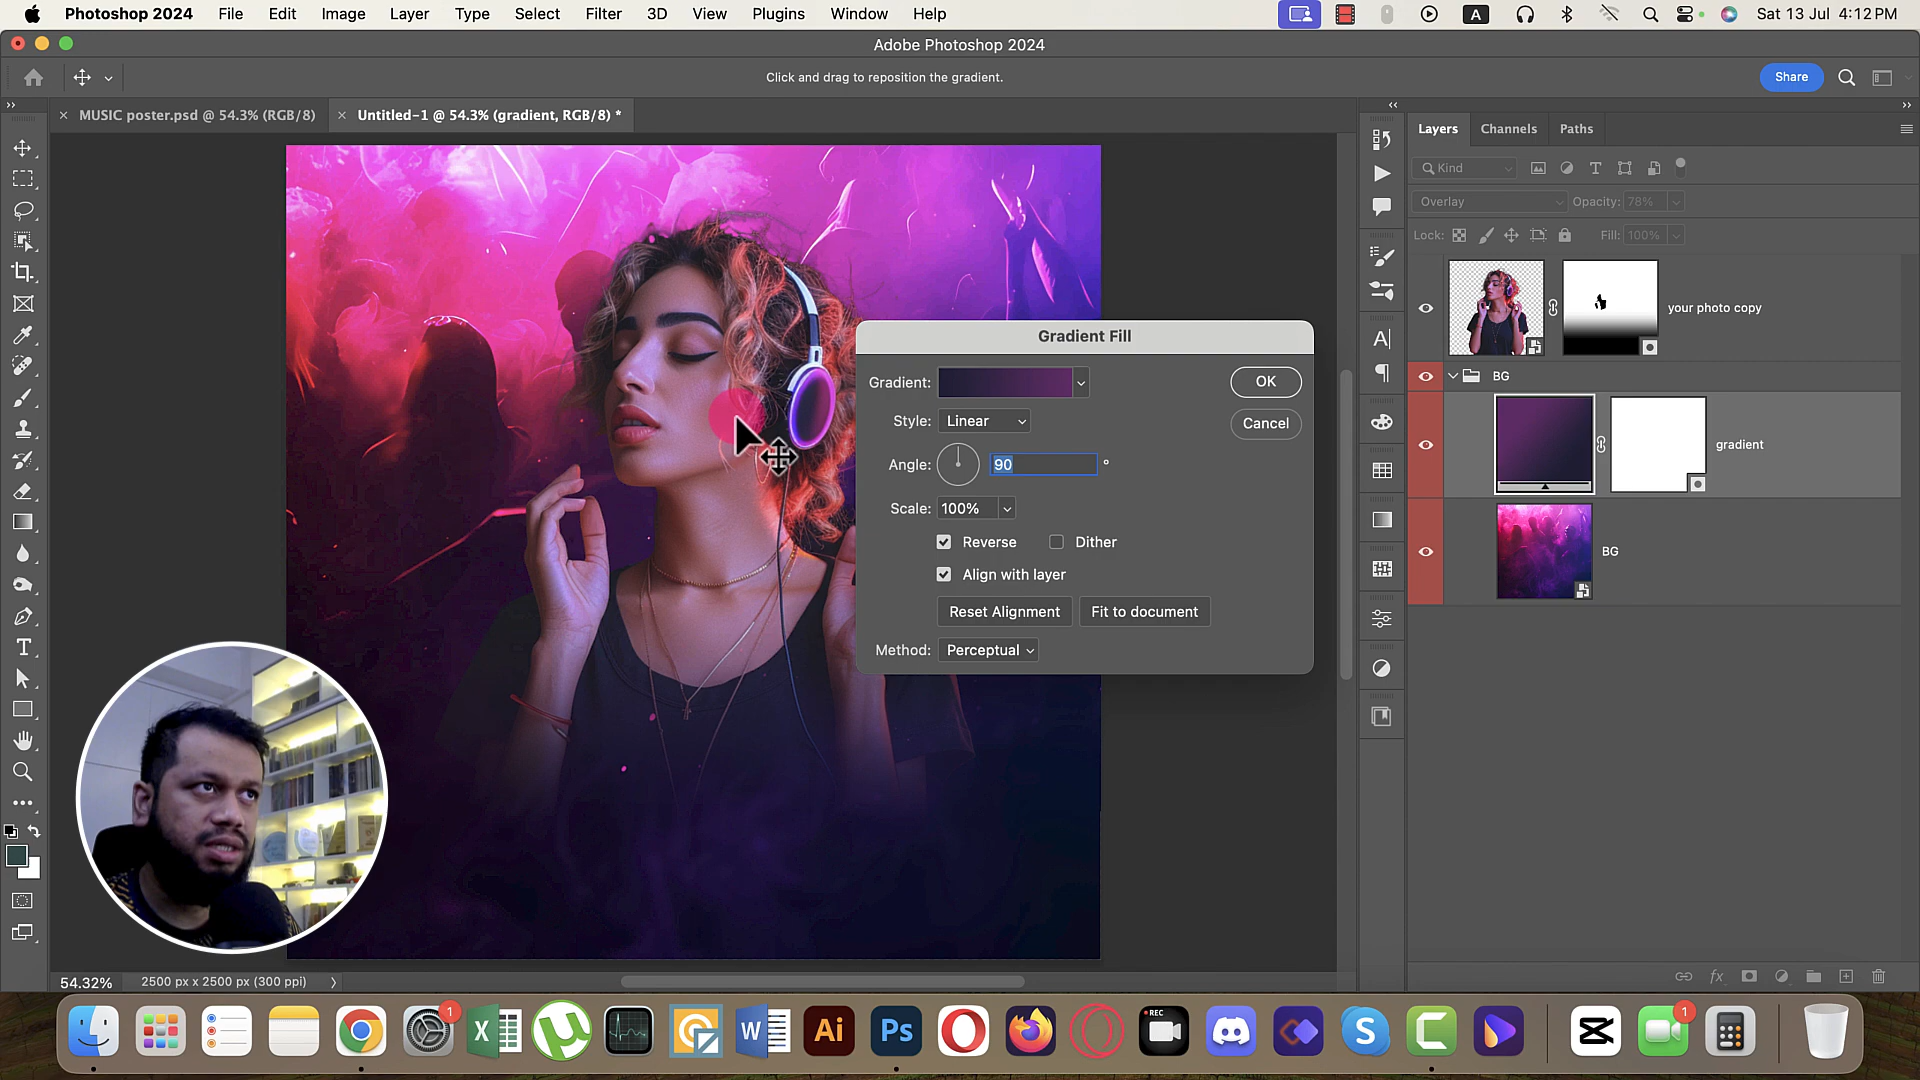 Photoshop 2024 File Edit Image Layer Type Select Filter 3D View Plugins Window Help A Sat 13 Jul 4:12 PM
Adobe Photoshop 2024
Click and drag to reposition the gradient.
Share
MUSIC poster.psd @ 54.3% (RGB/8)
Untitled-1 @ 54.3% (gradient, RGB/8) *
Layers Channels Paths
Kind
Overlay Opacity: 78%
Lock: Fill: 100%
your photo copy
BG
gradient
BG
Gradient Fill
Gradient:
OK
Style: Linear
Cancel
Angle: 90 °
Scale: 100%
Reverse Dither
Align with layer
Reset Alignment Fit to document
Method: Perceptual
54.32% 2500 px x 2500 px (300 ppi)
fx
1
X
W
Ai
Ps
REC
S
1